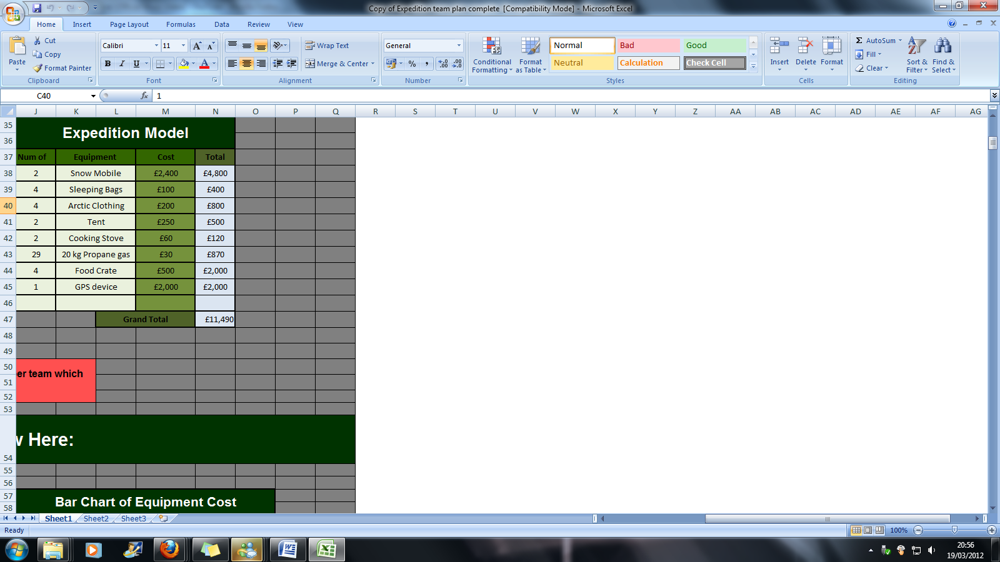 Copy of Expedition team plan complete [Compatibility Mode] - Microsoft Excel
Home Insert Page Layout Formulas Data Review View
Paste
Cut
Copy
Format Painter
Clipboard
Calibri 11
B I U
A A
A
Font
Wrap Text
Merge & Center
Alignment
General
% , .00 .0
Number
Conditional Formatting
Format as Table
Normal Bad Good
Neutral Calculation Check Cell
Styles
Insert Delete Format
Cells
Σ AutoSum
Fill
Clear
Sort & Filter
Find & Select
Editing
C40 fx 1
J K L M N O P Q R S T U V W X Y Z AA AB AC AD AE AF AG
35
36 Expedition Model
37 Num of Equipment Cost Total
38 2 Snow Mobile £2,400 £4,800
39 4 Sleeping Bags £100 £400
40 4 Arctic Clothing £200 £800
41 2 Tent £250 £500
42 2 Cooking Stove £60 £120
43 29 20 kg Propane gas £30 £870
44 4 Food Crate £500 £2,000
45 1 GPS device £2,000 £2,000
46
47 Grand Total £11,490
48
49
50
51 er team which
52
53
54 w Here:
55
56
57 Bar Chart of Equipment Cost
58
Sheet1 Sheet2 Sheet3
Ready 100%
20:56
19/03/2012